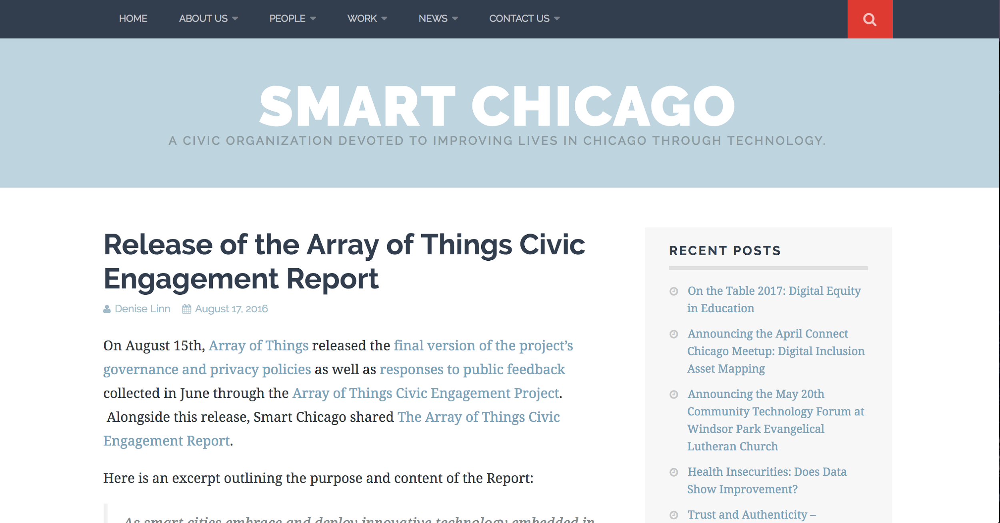 HOME ABOUT US PEOPLE WORK NEWS CONTACT US
SMART CHICAGO
A CIVIC ORGANIZATION DEVOTED TO IMPROVING LIVES IN CHICAGO THROUGH TECHNOLOGY.
Release of the Array of Things Civic
Engagement Report
Denise Linn August 17, 2016
On August 15th, Array of Things released the final version of the project’s
governance and privacy policies as well as responses to public feedback
collected in June through the Array of Things Civic Engagement Project.
Alongside this release, Smart Chicago shared The Array of Things Civic
Engagement Report.
Here is an excerpt outlining the purpose and content of the Report:
As smart cities embrace and deploy innovative technology embedded in
RECENT POSTS
On the Table 2017: Digital Equity
in Education
Announcing the April Connect
Chicago Meetup: Digital Inclusion
Asset Mapping
Announcing the May 20th
Community Technology Forum at
Windsor Park Evangelical
Lutheran Church
Health Insecurities: Does Data
Show Improvement?
Trust and Authenticity –